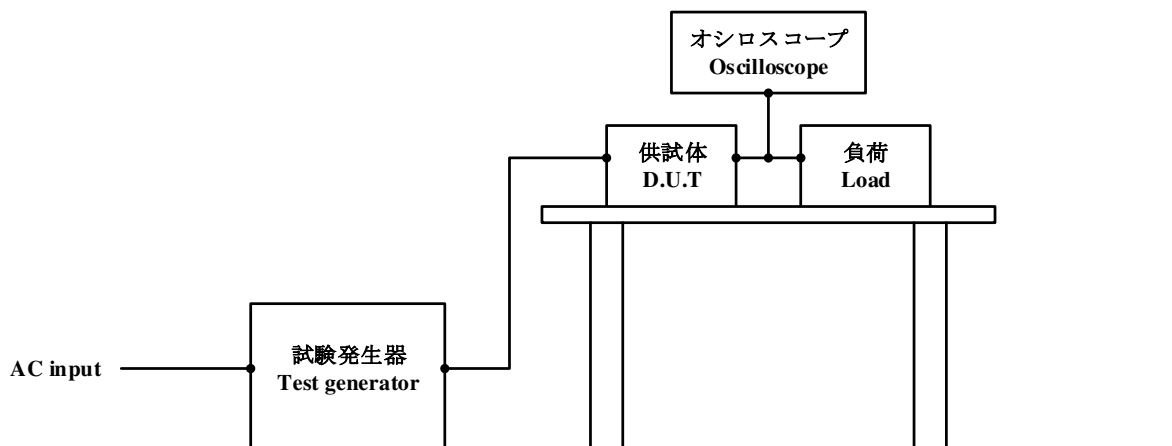 オシロスコープ
Oscilloscope
供試体
D.U.T
負荷
Load
試験発生器
Test generator
AC input